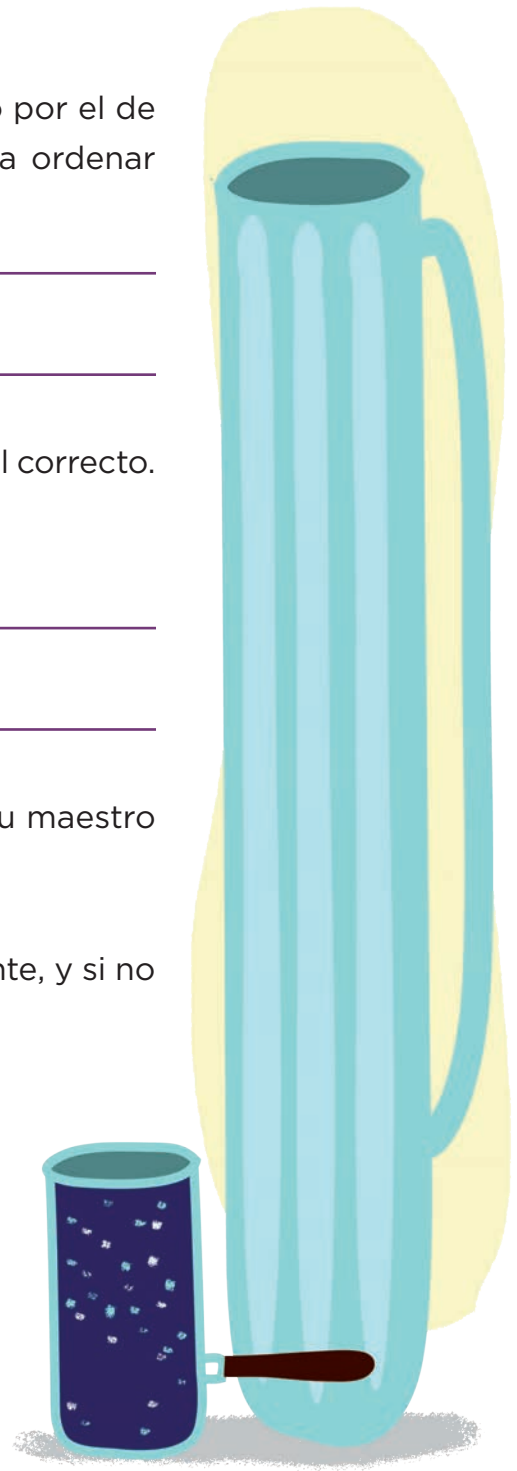 por el de
a ordenar
l correcto.
u maestro
nte, y si no